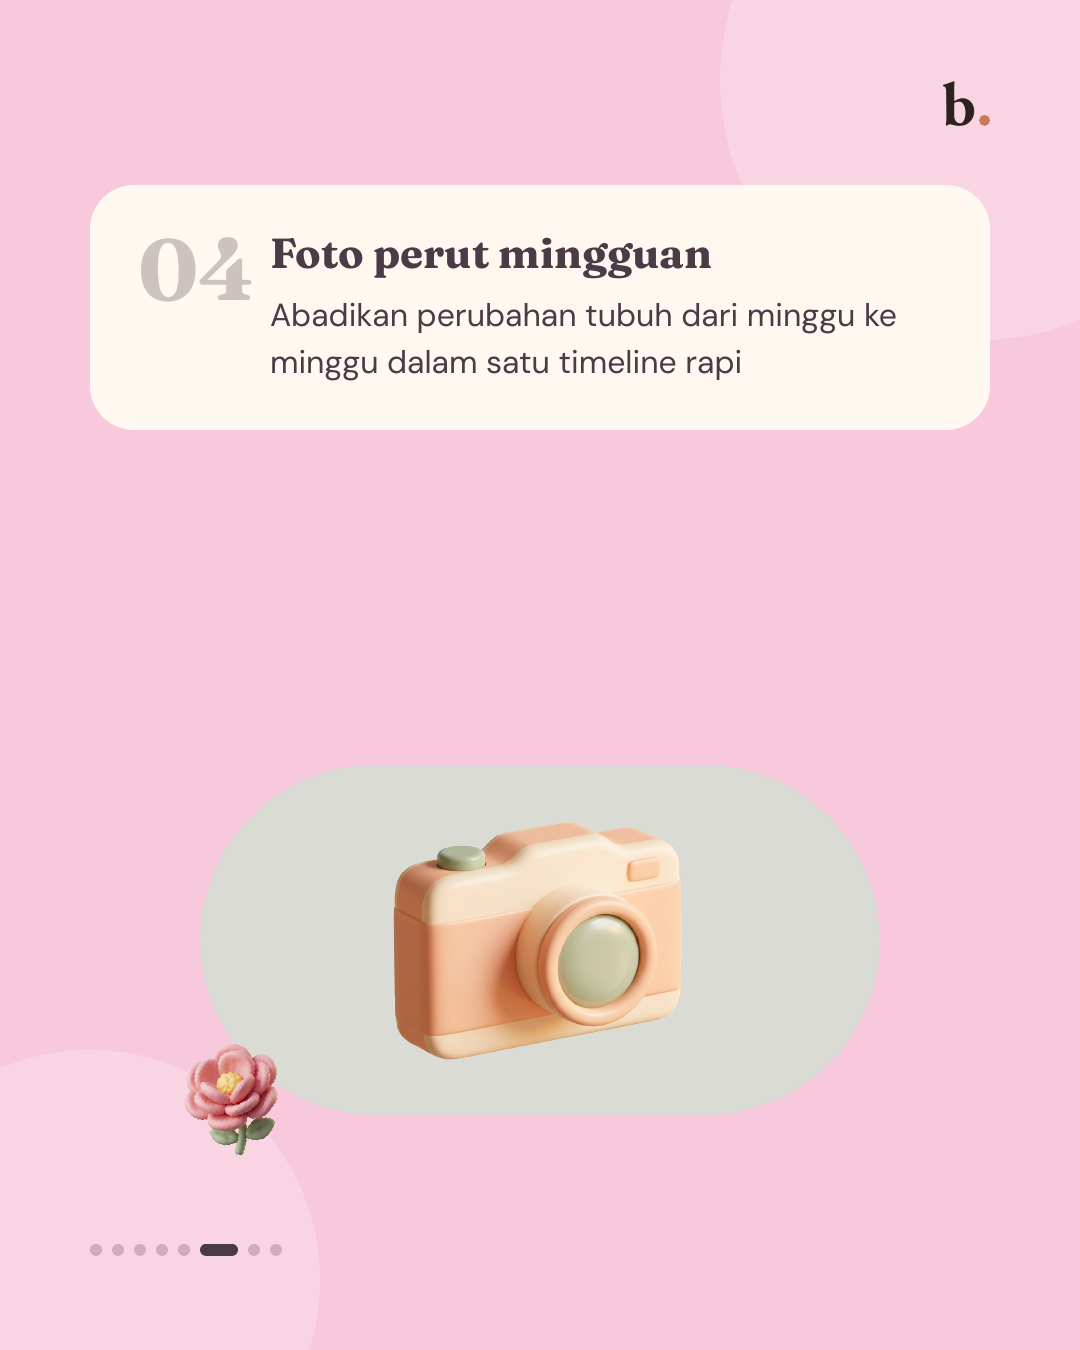 b.
04
Foto perut mingguan
Abadikan perubahan tubuh dari minggu ke
minggu dalam satu timeline rapi